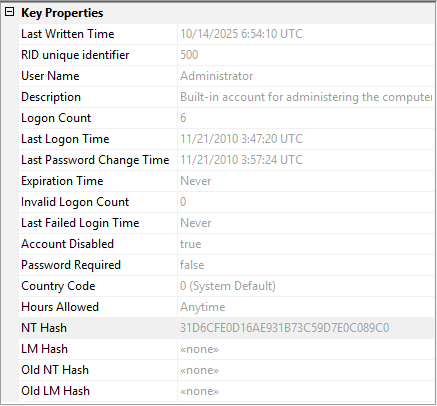 Key Properties
Last Written Time 10/14/2025 6:54:10 UTC
RID unique identifier 500
User Name Administrator
Description Built-in account for administering the computer
Logon Count 6
Last Logon Time 11/21/2010 3:47:20 UTC
Last Password Change Time 11/21/2010 3:57:24 UTC
Expiration Time Never
Invalid Logon Count 0
Last Failed Login Time Never
Account Disabled true
Password Required false
Country Code 0 (System Default)
Hours Allowed Anytime
NT Hash 31D6CFE0D16AE931B73C59D7E0C089C0
LM Hash «none»
Old NT Hash «none»
Old LM Hash «none»